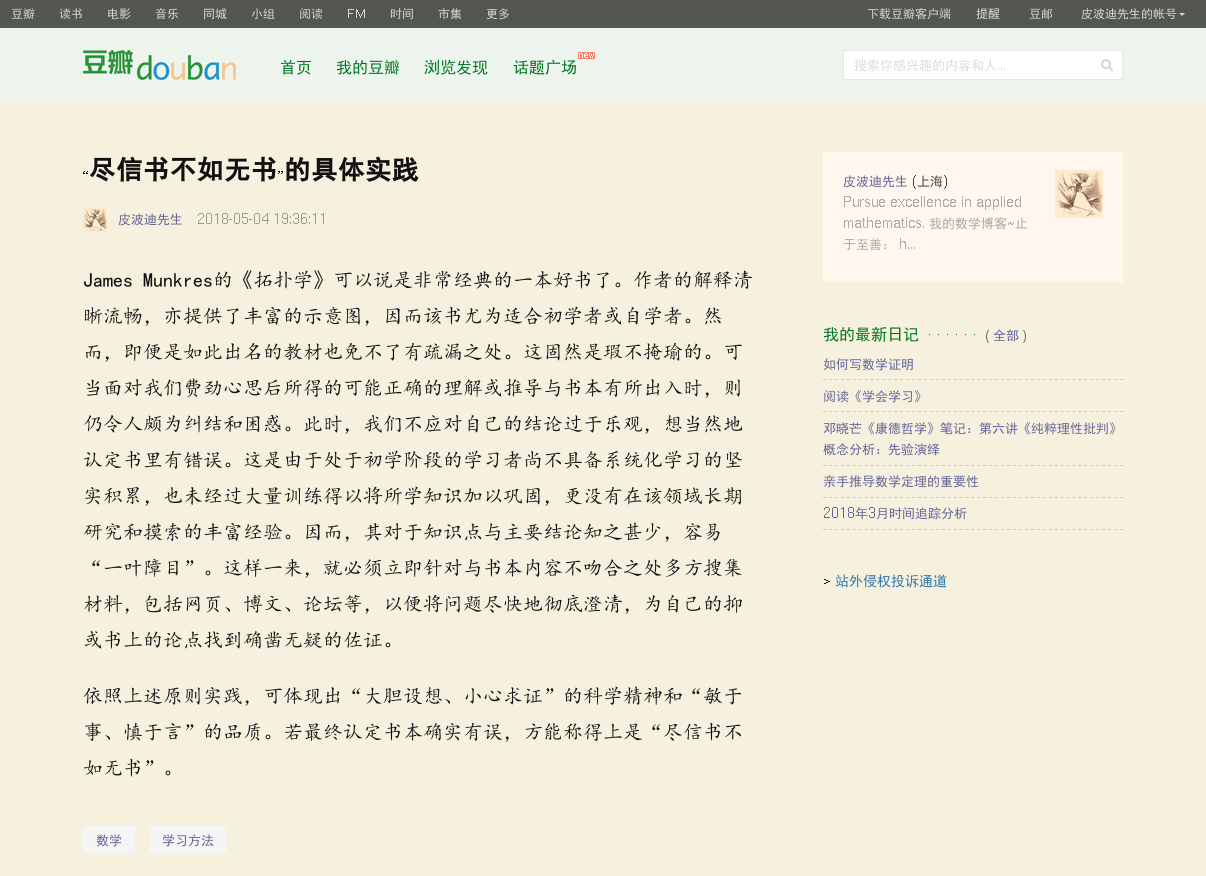 豆瓣 读书 电影 音乐 同城 小组 阅读 FM 时间 市集 更多 下载豆瓣客户端 提醒 豆邮 皮波迪先生的帐号
豆瓣douban 首页 我的豆瓣 浏览发现 话题广场 new 搜索你感兴趣的内容和人...
“尽信书不如无书”的具体实践
皮波迪先生 2018-05-04 19:36:11
James Munkres的《拓扑学》可以说是非常经典的一本好书了。作者的解释清
晰流畅，亦提供了丰富的示意图，因而该书尤为适合初学者或自学者。然
而，即便是如此出名的教材也免不了有疏漏之处。这固然是瑕不掩瑜的。可
当面对我们费劲心思后所得的可能正确的理解或推导与书本有所出入时，则
仍令人颇为纠结和困惑。此时，我们不应对自己的结论过于乐观，想当然地
认定书里有错误。这是由于处于初学阶段的学习者尚不具备系统化学习的坚
实积累，也未经过大量训练得以将所学知识加以巩固，更没有在该领域长期
研究和摸索的丰富经验。因而，其对于知识点与主要结论知之甚少，容易
“一叶障目”。这样一来，就必须立即针对与书本内容不吻合之处多方搜集
材料，包括网页、博文、论坛等，以便将问题尽快地彻底澄清，为自己的抑
或书上的论点找到确凿无疑的佐证。
依照上述原则实践，可体现出“大胆设想、小心求证”的科学精神和“敏于
事、慎于言”的品质。若最终认定书本确实有误，方能称得上是“尽信书不
如无书”。
数学 学习方法
皮波迪先生 (上海)
Pursue excellence in applied
mathematics. 我的数学博客~止
于至善： h...
我的最新日记 · · · · · · ( 全部 )
如何写数学证明
阅读《学会学习》
邓晓芒《康德哲学》笔记：第六讲《纯粹理性批判》
概念分析：先验演绎
亲手推导数学定理的重要性
2018年3月时间追踪分析
> 站外侵权投诉通道